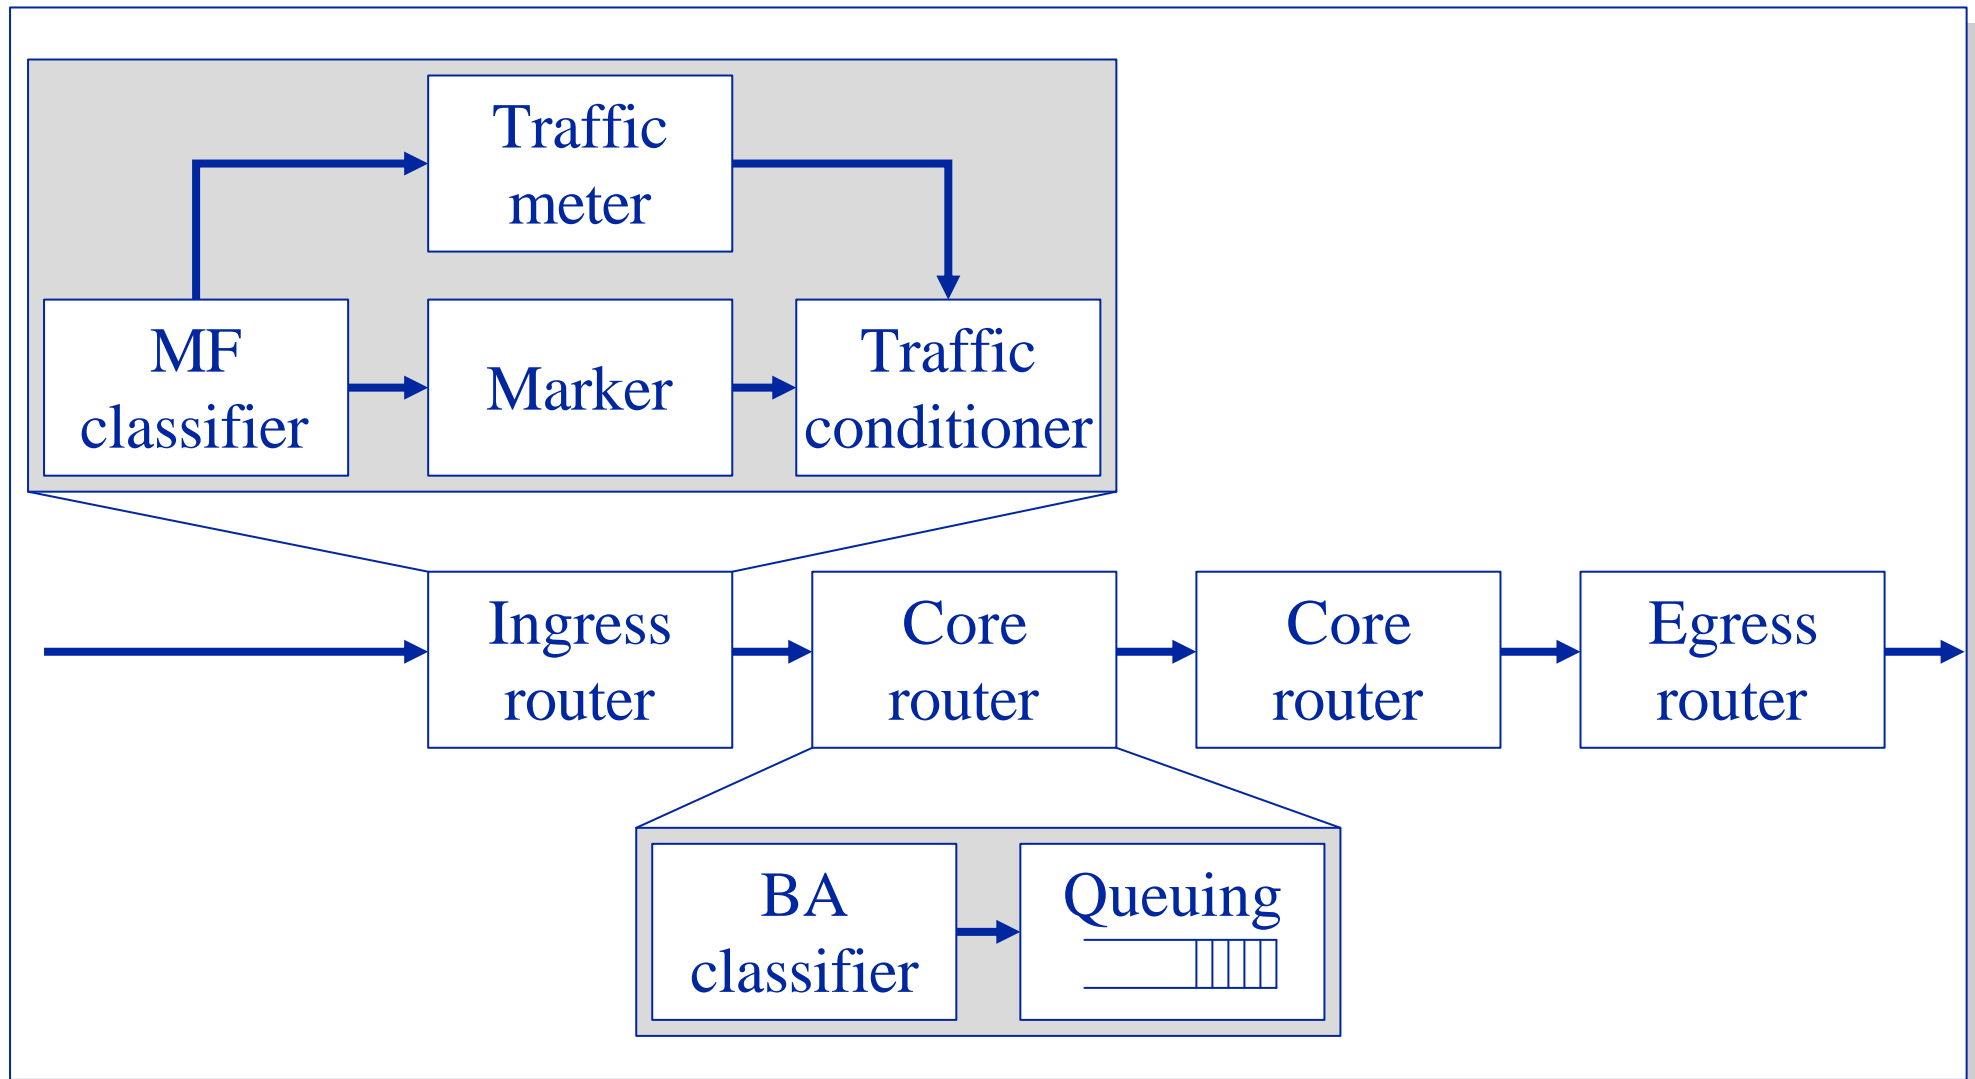 Traffic
meter
MF
classifier
Marker
Traffic
conditioner
Ingress
router
Core
router
Core
router
Egress
router
BA
classifier
Queuing